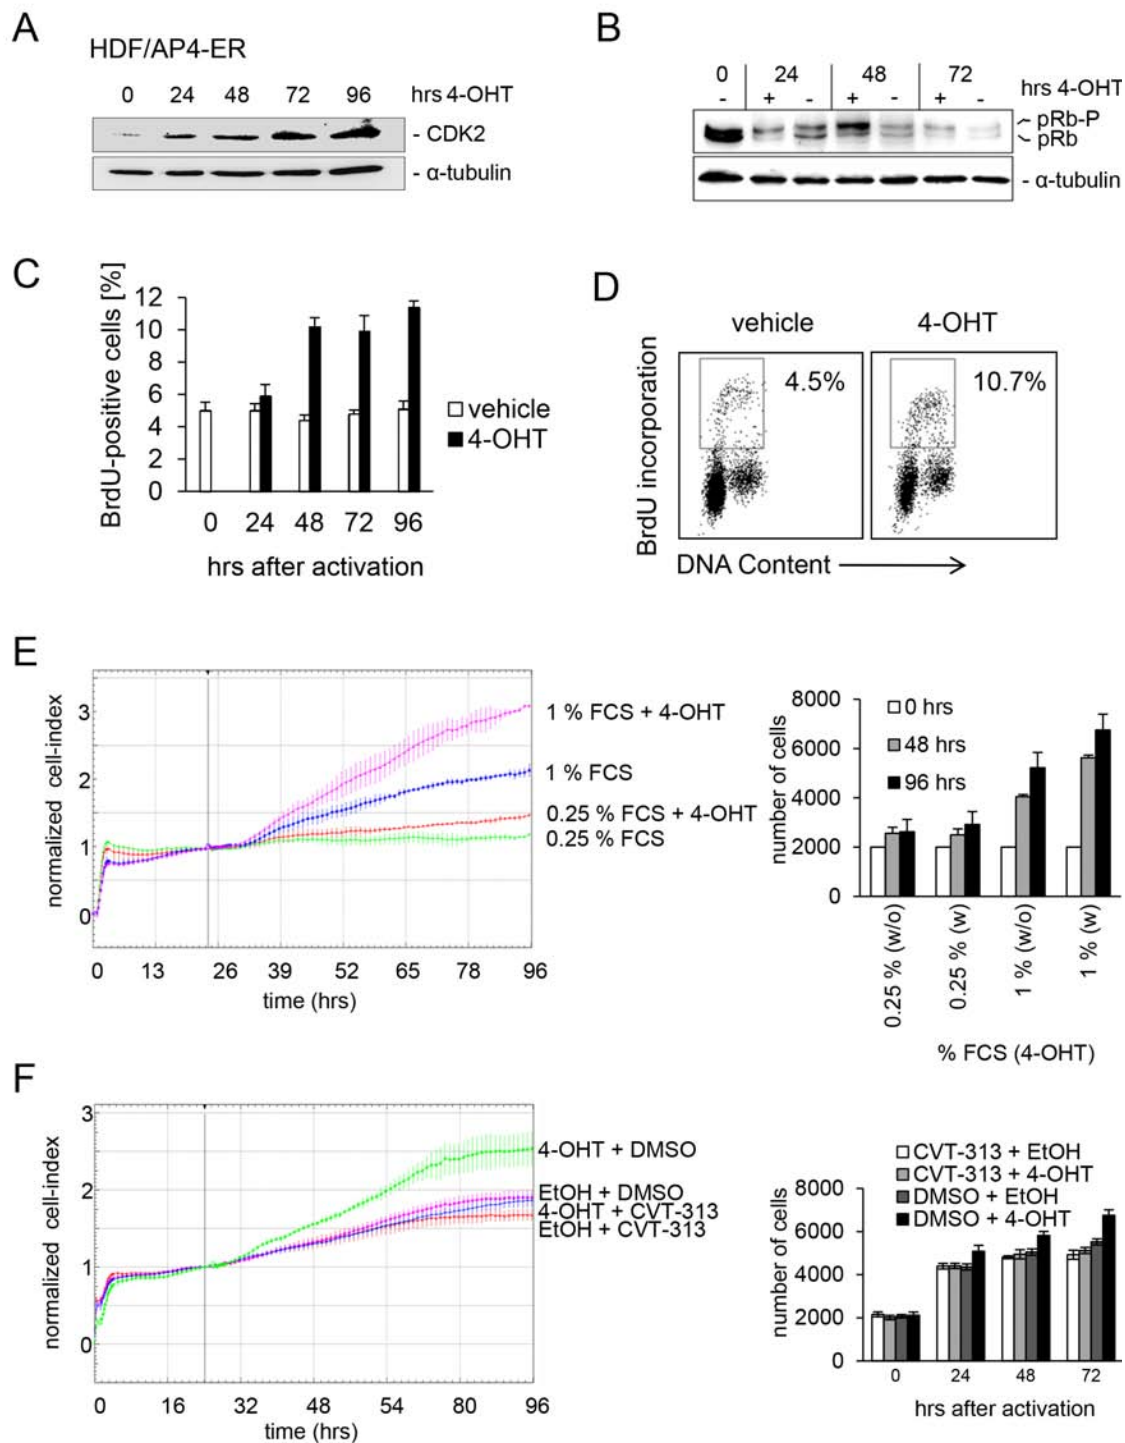 A
HDF/AP4-ER
0 24 48 72 96 hrs 4-OHT
- CDK2
- α-tubulin
B
0 24 48 72 hrs 4-OHT
- + - + - + -
pRb-P
pRb
- α-tubulin
C
BrdU-positive cells [%]
12
10
8
6
4
2
0
0 24 48 72 96
hrs after activation
vehicle
4-OHT
D
vehicle 4-OHT
BrdU incorporation
4.5% 10.7%
DNA Content
E
normalized cell-index
3
2
1
0
0 13 26 39 52 65 78 96
time (hrs)
1 % FCS + 4-OHT
1 % FCS
0.25 % FCS + 4-OHT
0.25 % FCS
number of cells
8000
6000
4000
2000
0
0 hrs
48 hrs
96 hrs
0.25 % (w/o)
0.25 % (w)
1 % (w/o)
1 % (w)
% FCS (4-OHT)
F
normalized cell-index
3
2
1
0
0 16 32 48 64 80 96
time (hrs)
4-OHT + DMSO
EtOH + DMSO
4-OHT + CVT-313
EtOH + CVT-313
number of cells
8000
6000
4000
2000
0
CVT-313 + EtOH
CVT-313 + 4-OHT
DMSO + EtOH
DMSO + 4-OHT
0 24 48 72
hrs after activation